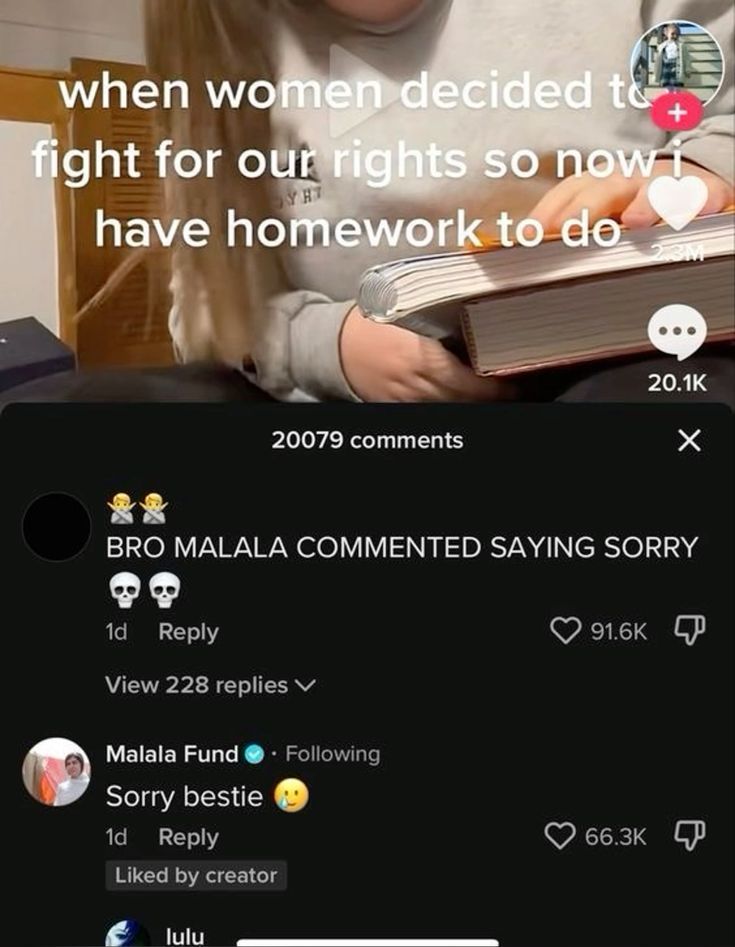 when women decided to
fight for our rights so now i
have homework to do
2.3M
20.1K
20079 comments
🙅🙅
BRO MALALA COMMENTED SAYING SORRY
💀💀
1d Reply 91.6K
View 228 replies
Malala Fund · Following
Sorry bestie 🥲
1d Reply 66.3K
Liked by creator
lulu